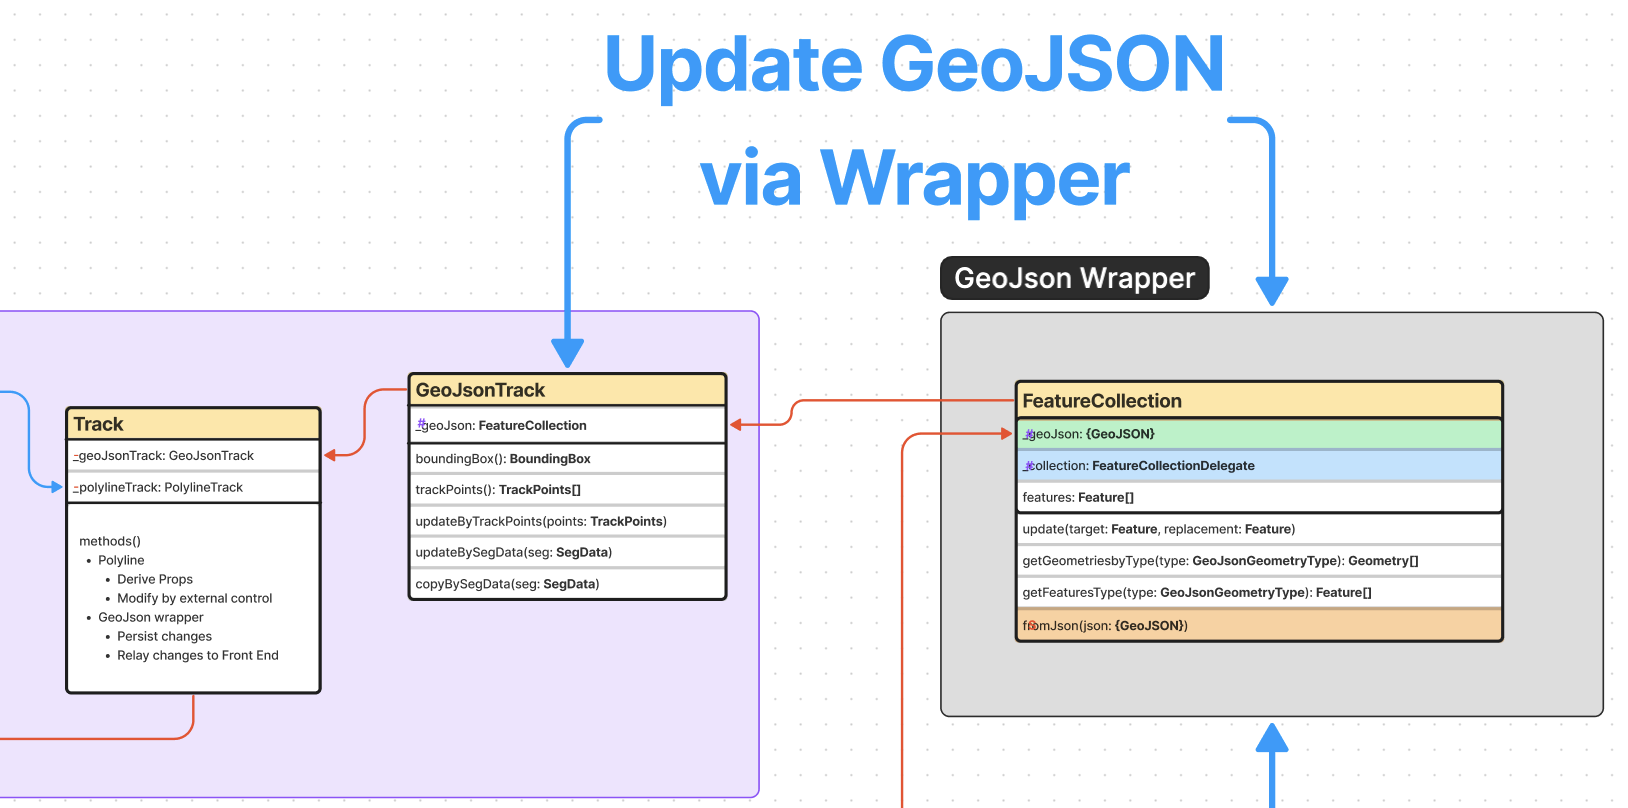 Update GeoJSON
via Wrapper
GeoJson Wrapper
Track
-geoJsonTrack: GeoJsonTrack
-polylineTrack: PolylineTrack
methods()
• Polyline
• Derive Props
• Modify by external control
• GeoJson wrapper
• Persist changes
• Relay changes to Front End
GeoJsonTrack
#_geoJson: FeatureCollection
boundingBox(): BoundingBox
trackPoints(): TrackPoints[]
updateByTrackPoints(points: TrackPoints)
updateBySegData(seg: SegData)
copyBySegData(seg: SegData)
FeatureCollection
#_geoJson: {GeoJSON}
#_collection: FeatureCollectionDelegate
features: Feature[]
update(target: Feature, replacement: Feature)
getGeometriesbyType(type: GeoJsonGeometryType): Geometry[]
getFeaturesType(type: GeoJsonGeometryType): Feature[]
fromJson(json: {GeoJSON})